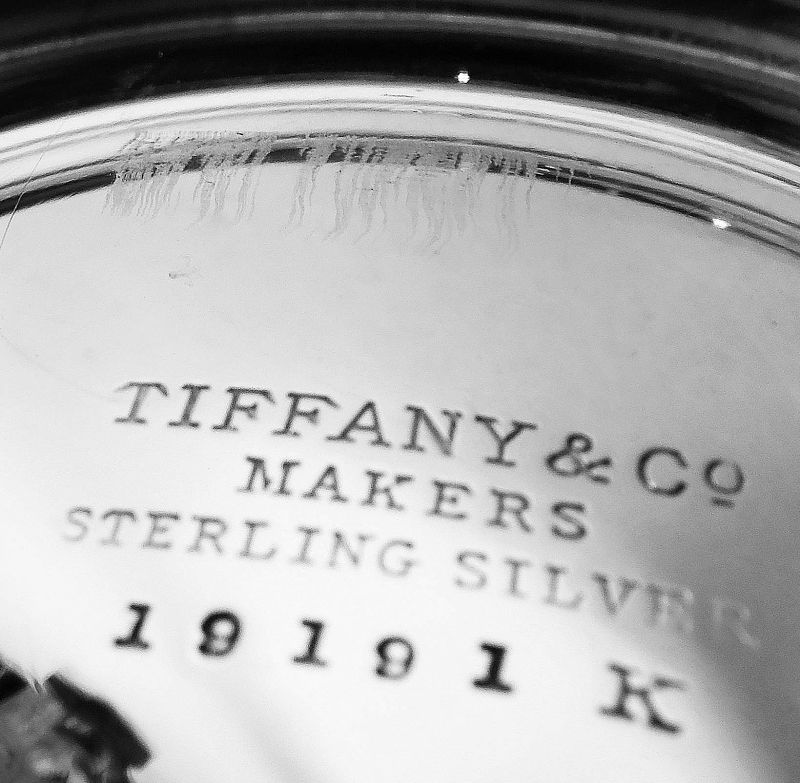 TIFFANY & Cº
MAKERS
STERLING SILVER
19191 K